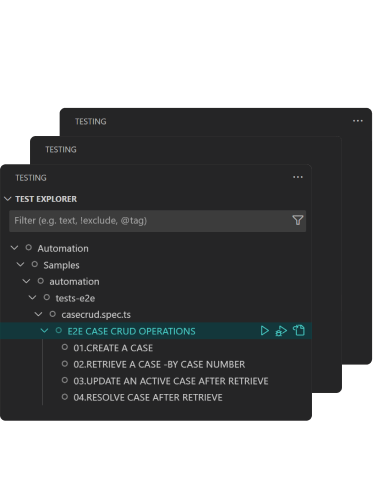 TESTING
TESTING
TESTING
TEST EXPLORER
Filter (e.g. text, !exclude, @tag)
Automation
Samples
automation
tests-e2e
casecrud.spec.ts
E2E CASE CRUD OPERATIONS
01.CREATE A CASE
02.RETRIEVE A CASE -BY CASE NUMBER
03.UPDATE AN ACTIVE CASE AFTER RETRIEVE
04.RESOLVE CASE AFTER RETRIEVE